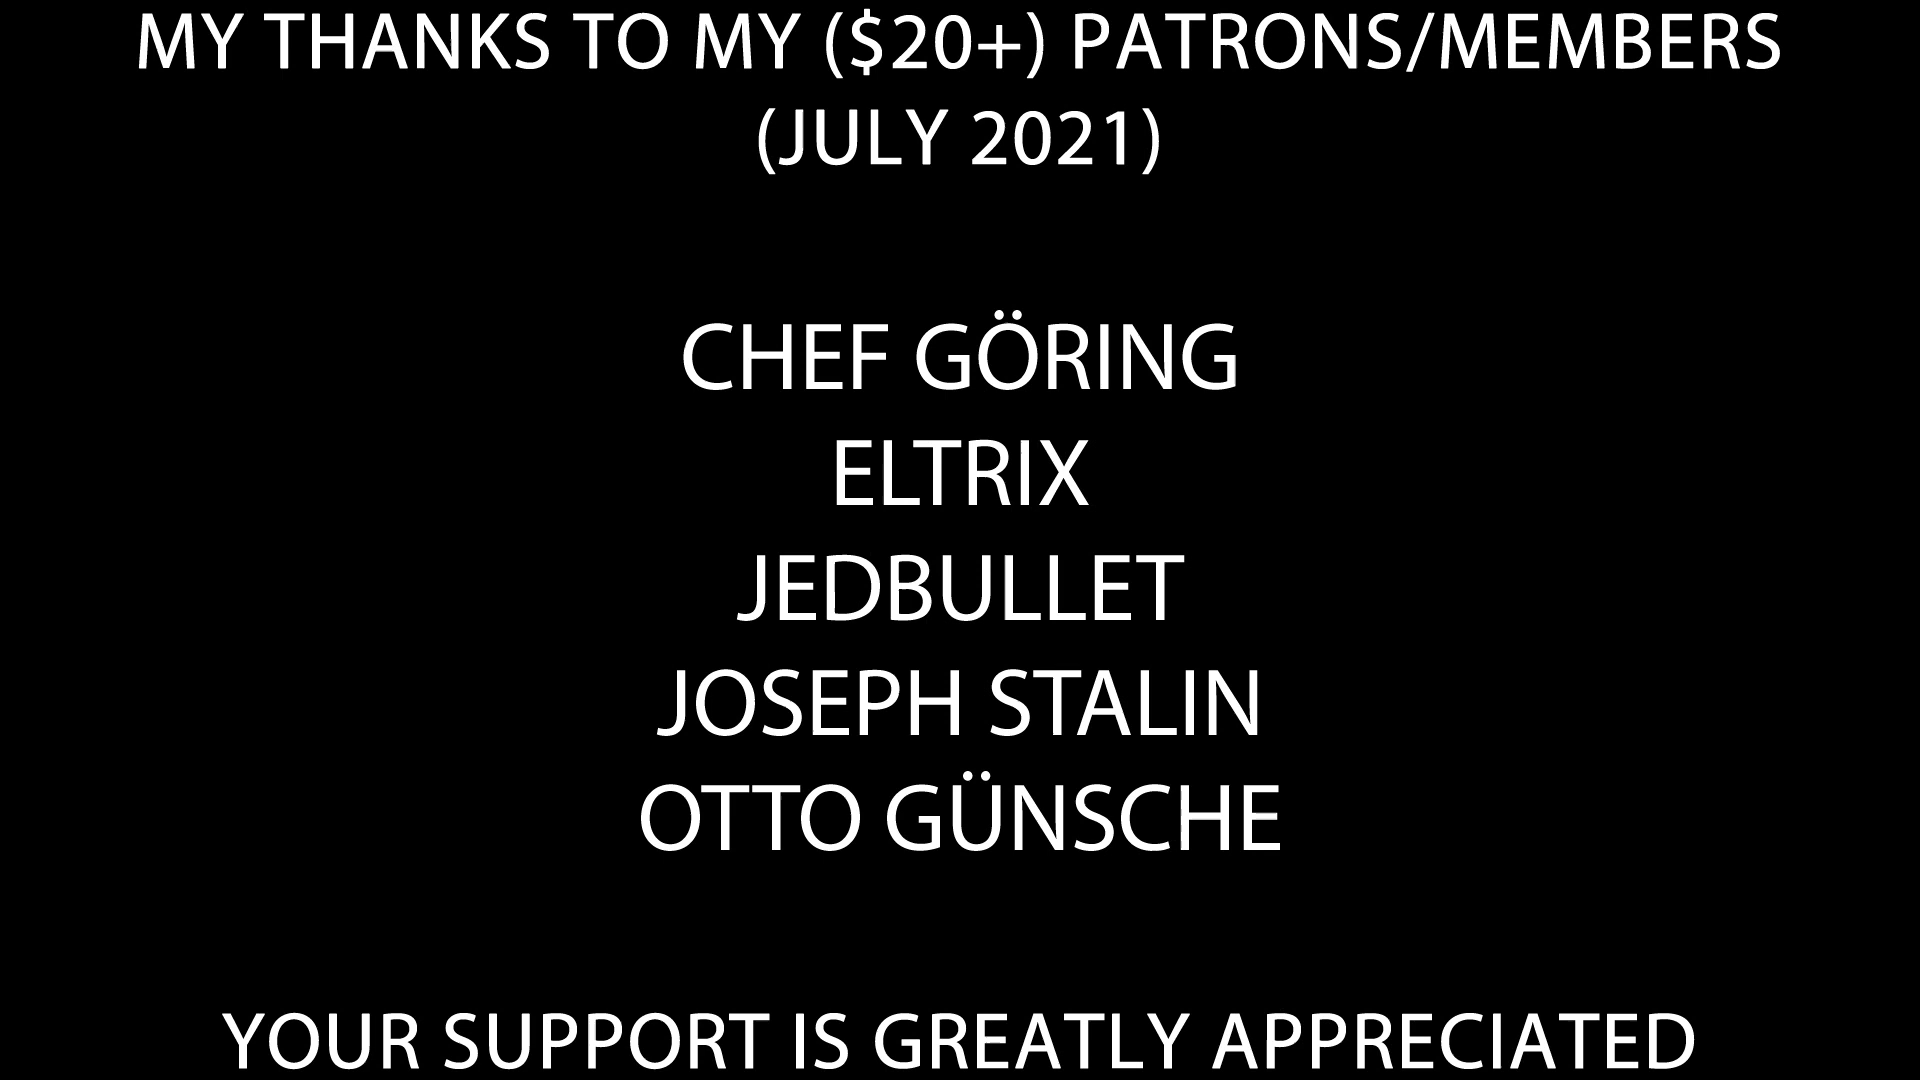 MY THANKS TO MY ($20+) PATRONS/MEMBERS
(JULY 2021)
CHEF GÖRING
ELTRIX
JEDBULLET
JOSEPH STALIN
OTTO GÜNSCHE
YOUR SUPPORT IS GREATLY APPRECIATED